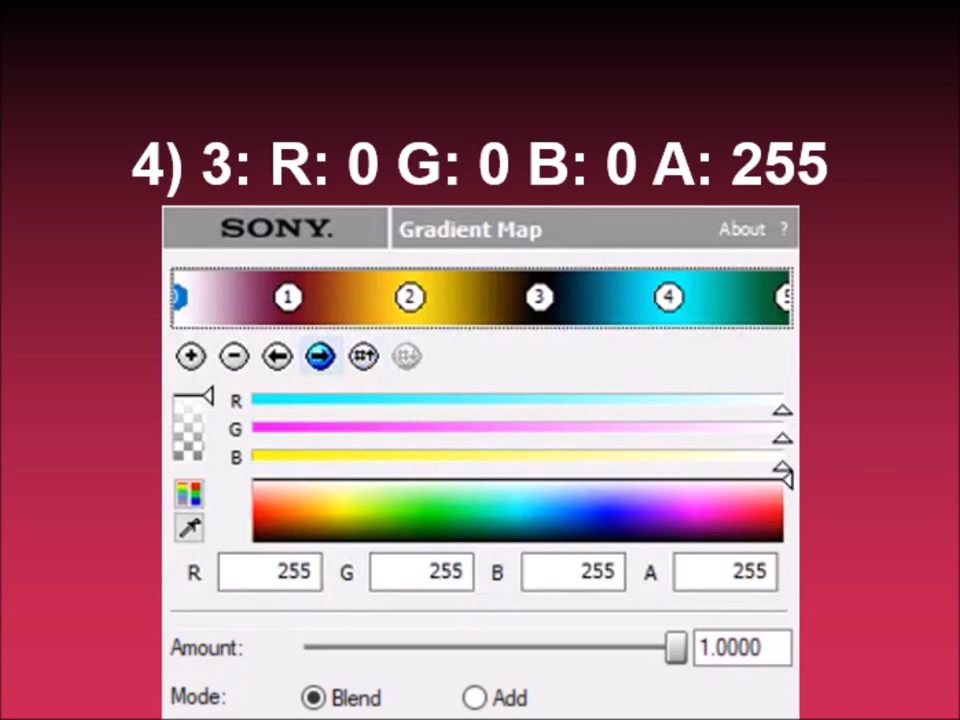 4) 3: R: 0 G: 0 B: 0 A: 255
SONY. Gradient Map About ?
1 2 3 4
R
G
B
R 255 G 255 B 255 A 255
Amount: 1.0000
Mode: Blend Add